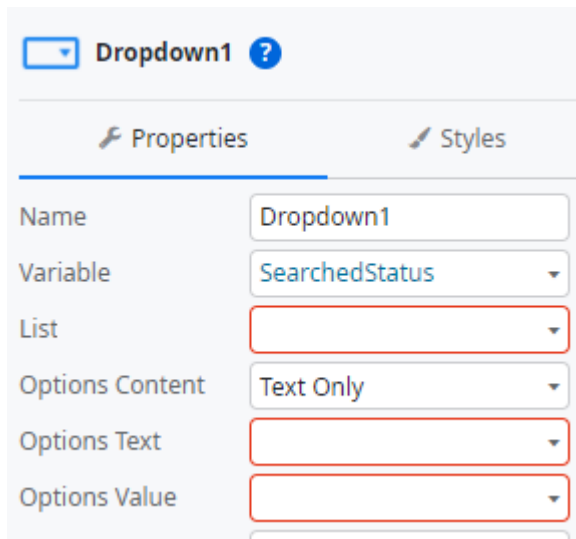 Dropdown1 ?
Properties Styles
Name Dropdown1
Variable SearchedStatus
List
Options Content Text Only
Options Text
Options Value